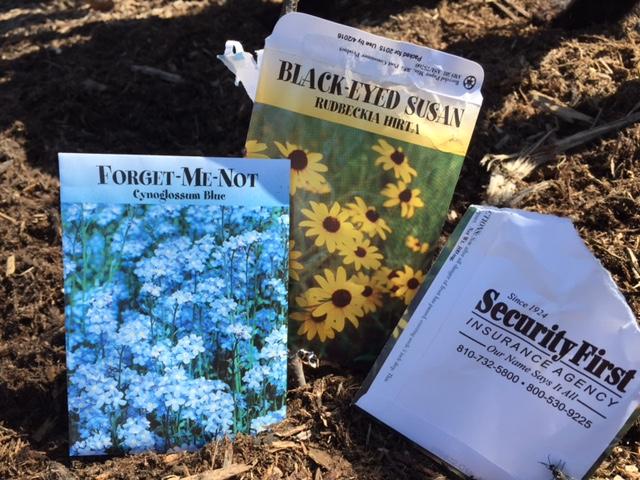 FORGET-ME-NOT
Cynoglossum Blue
Packed for 2015 Use by 4/2016
BLACK-EYED SUSAN
RUDBECKIA HIRTA
Since 1924
SecurityFirst
INSURANCE AGENCY
Our Name Says It All
810-732-5800 • 800-530-9225